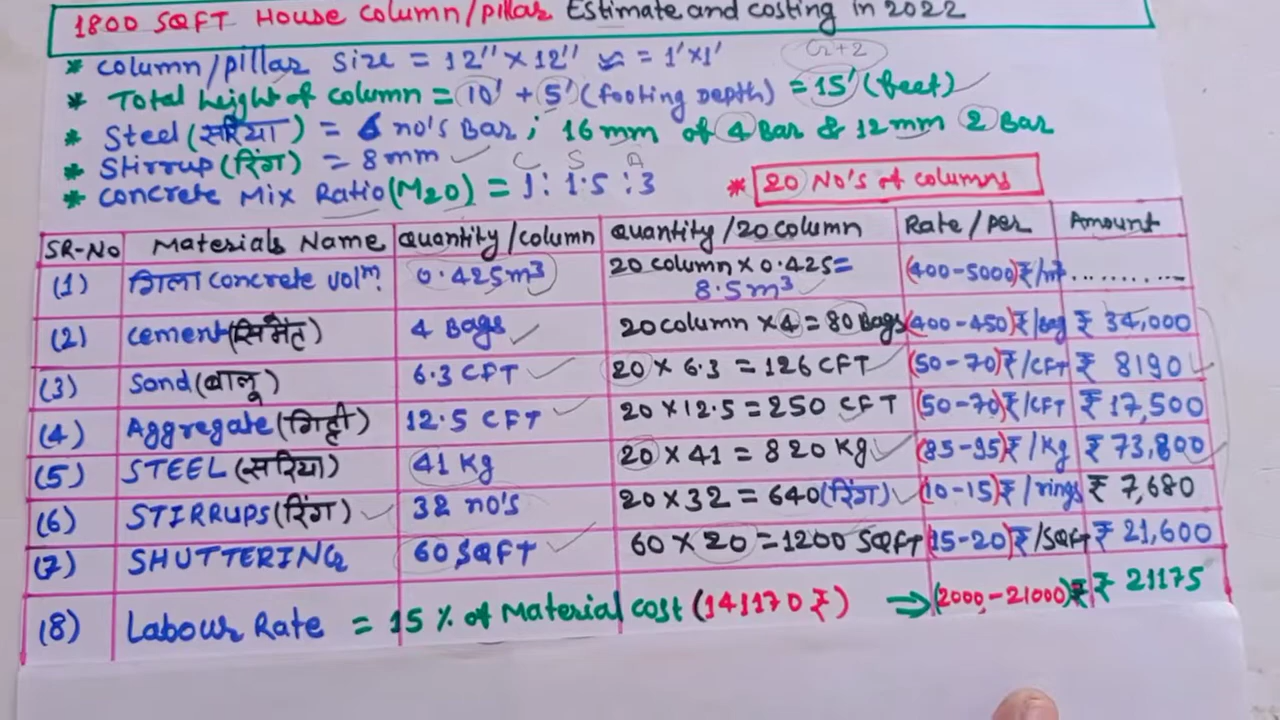 1800 SQFT House Column/pillar Estimate and costing in 2022
* Column/pillar Size = 12"×12" = 1'×1'
* Total height of column = 10' + 5' (footing Depth) = 15' (feet)
* Steel (सरिया) = 6 no's Bar; 16mm of 4 Bar & 12mm 2 Bar
* Stirrup (रिंग) = 8mm
C S A
* Concrete Mix Ratio (M20) = 1:1.5:3 * 20 No's of columns
SR-No Materials Name Quantity/column Quantity/20 column Rate/per Amount
(1) गिला concrete volm. 0.425m³ 20 column × 0.425 = 8.5m³ (400-5000)₹/m³ ............
(2) Cement (सिमेंट) 4 Bags 20 column × 4 = 80 Bags (400-450)₹/bag ₹ 34,000
(3) Sand (बालू) 6.3 CFT 20 × 6.3 = 126 CFT (50-70)₹/CFT ₹ 8190
(4) Aggregate (गिट्टी) 12.5 CFT 20 × 12.5 = 250 CFT (50-70)₹/CFT ₹ 17,500
(5) STEEL (सरिया) 41 Kg 20 × 41 = 820 Kg (85-95)₹/Kg ₹ 73,800
(6) STIRRUPS (रिंग) 32 no's 20 × 32 = 640 (रिंग) (10-15)₹/rings ₹ 7,680
(7) SHUTTERING 60 SQFT 60 × 20 = 1200 SQFT (15-20)₹/SQFT ₹ 21,600
(8) Labour Rate = 15% of Material cost (141170 ₹) ⇒ (2000-21000)₹ ₹ 21175